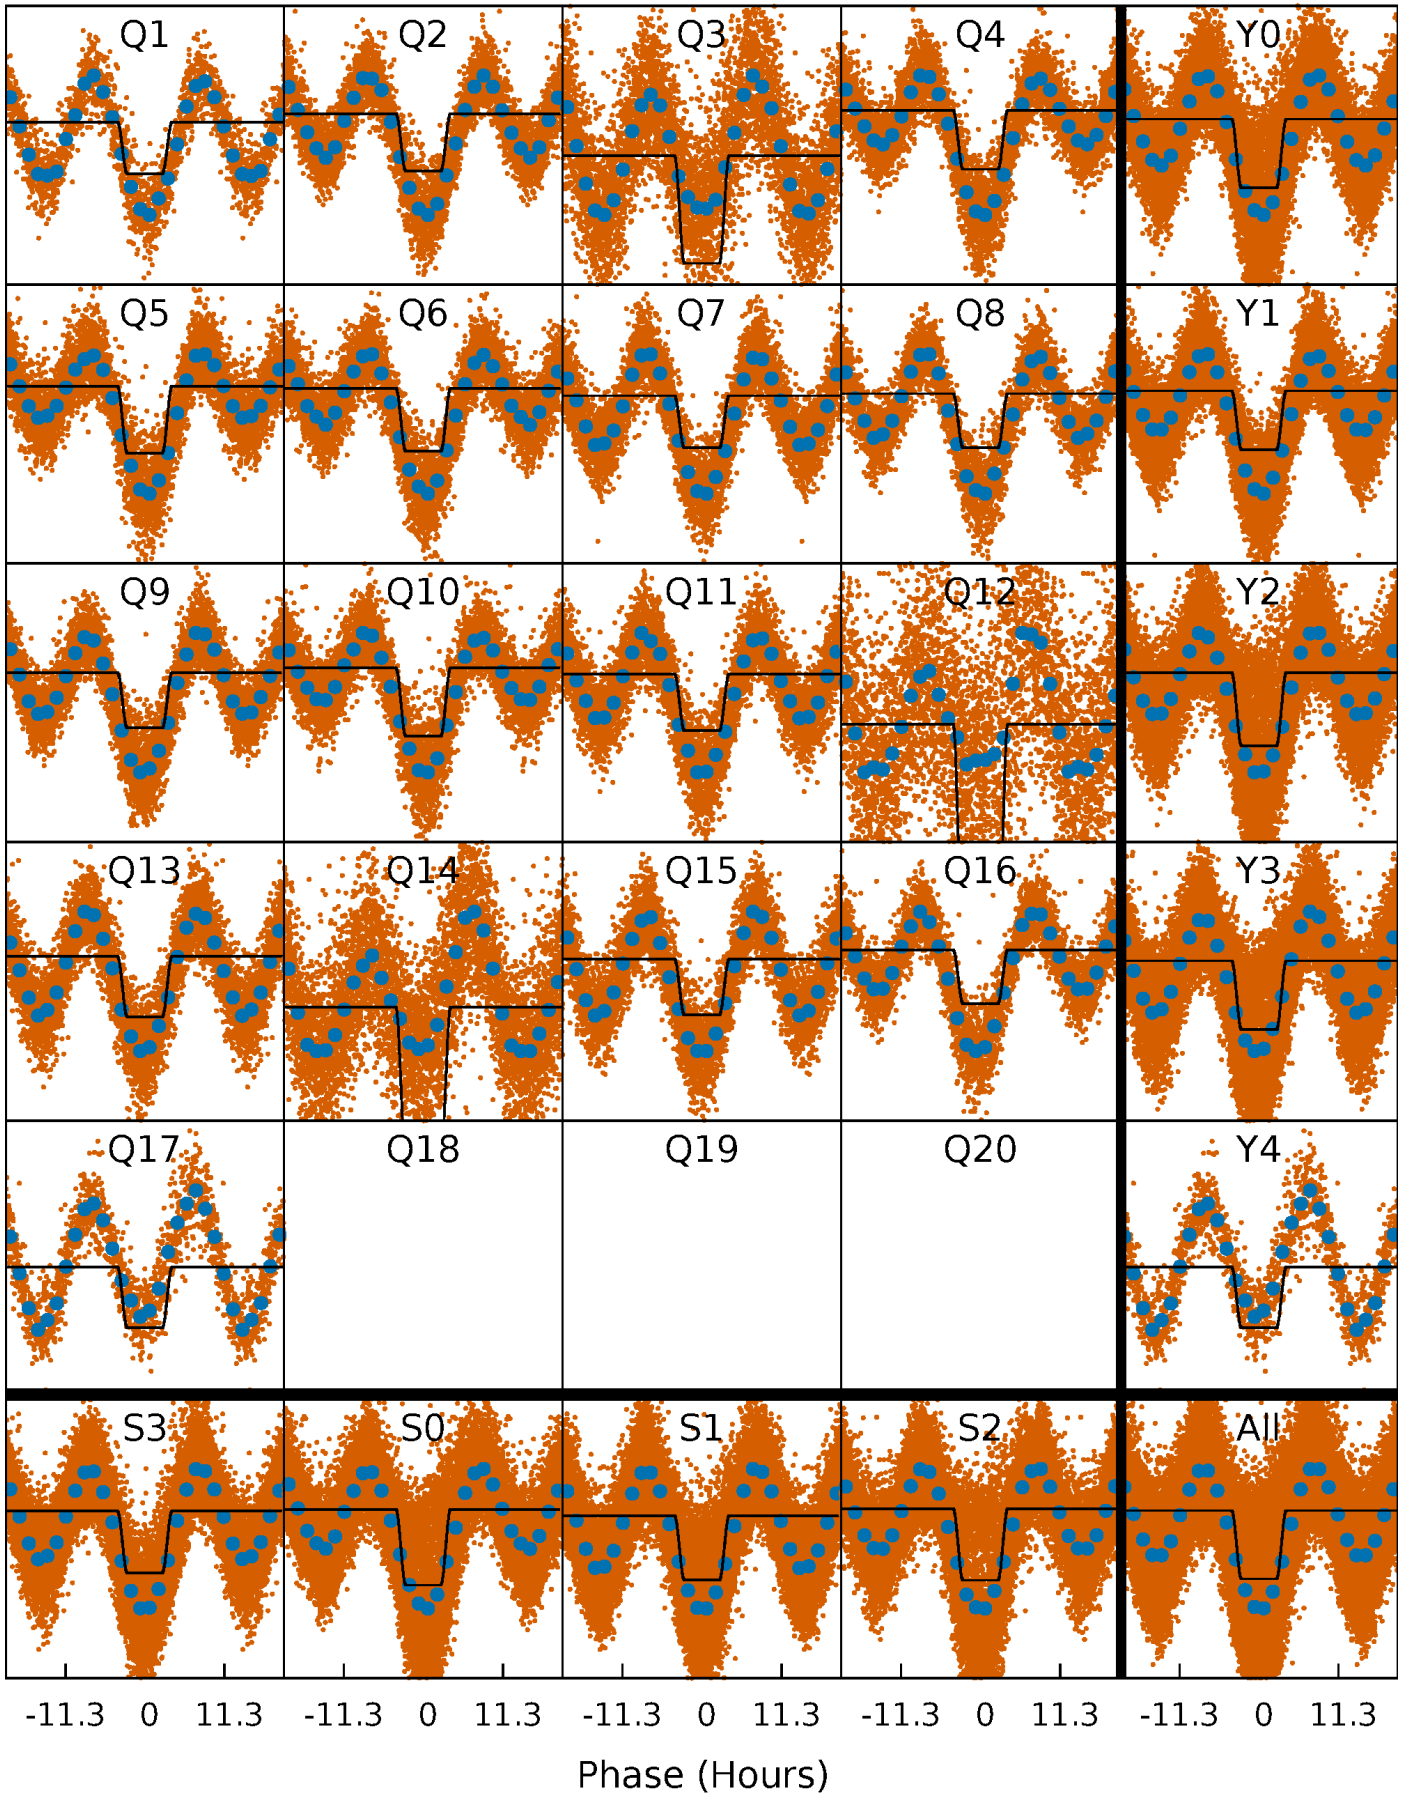 Q1 Q2 Q3 Q4 Y0
Q5 Q6 Q7 Q8 Y1
Q9 Q10 Q11 Q12 Y2
Q13 Q14 Q15 Q16 Y3
Q17 Q18 Q19 Q20 Y4
S3 S0 S1 S2 All
-11.3 0 11.3 -11.3 0 11.3 -11.3 0 11.3 -11.3 0 11.3 -11.3 0 11.3
Phase (Hours)